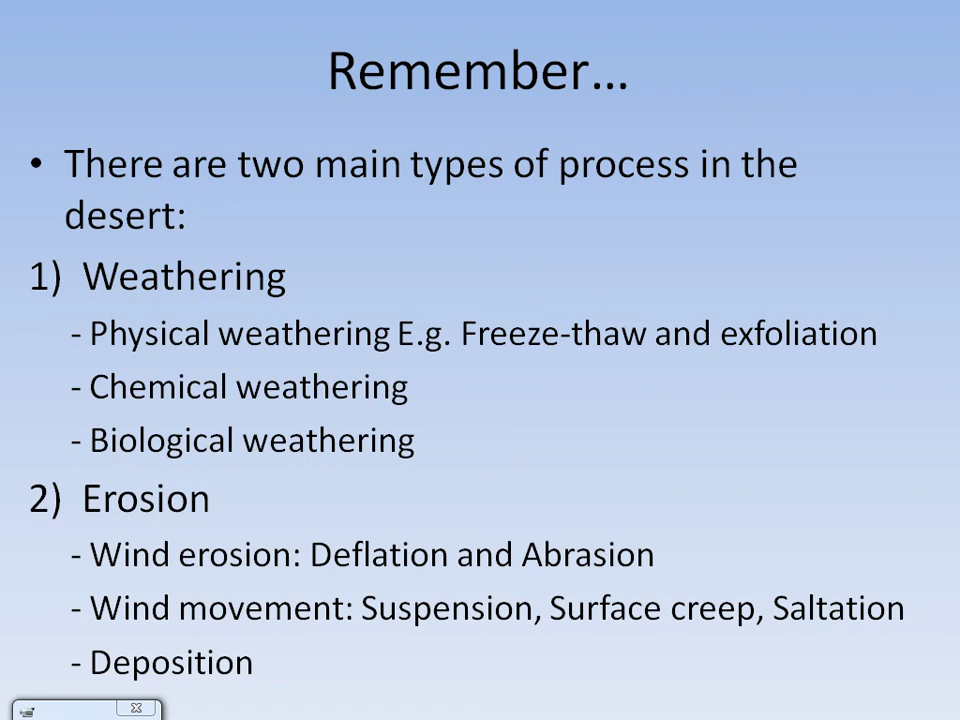 Remember...
• There are two main types of process in the
desert:
1) Weathering
- Physical weathering E.g. Freeze-thaw and exfoliation
- Chemical weathering
- Biological weathering
2) Erosion
- Wind erosion: Deflation and Abrasion
- Wind movement: Suspension, Surface creep, Saltation
- Deposition